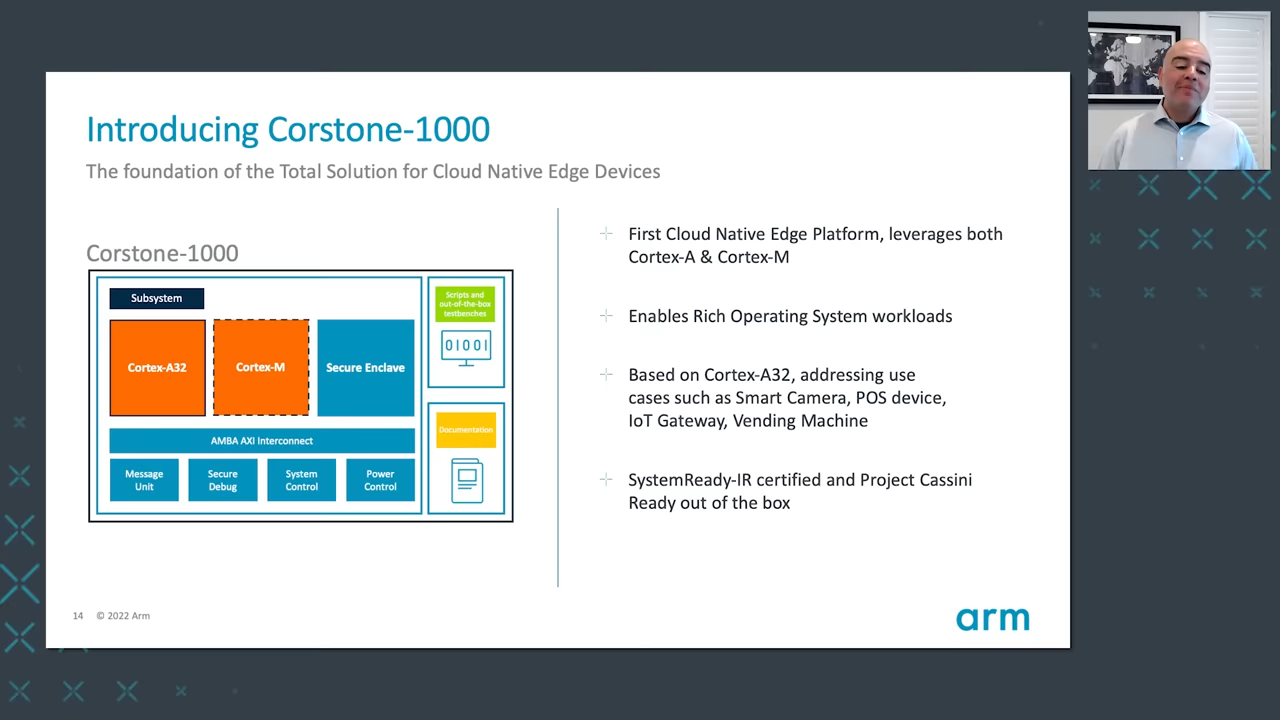 Introducing Corstone-1000
The foundation of the Total Solution for Cloud Native Edge Devices
Corstone-1000
Subsystem
Cortex-A32
Cortex-M
Secure Enclave
AMBA AXI Interconnect
Message
Unit
Secure
Debug
System
Control
Power
Control
Scripts and
out-of-the-box
testbenches
01001
Documentation
First Cloud Native Edge Platform, leverages both
Cortex-A & Cortex-M
Enables Rich Operating System workloads
Based on Cortex-A32, addressing use
cases such as Smart Camera, POS device,
IoT Gateway, Vending Machine
SystemReady-IR certified and Project Cassini
Ready out of the box
14 © 2022 Arm
arm